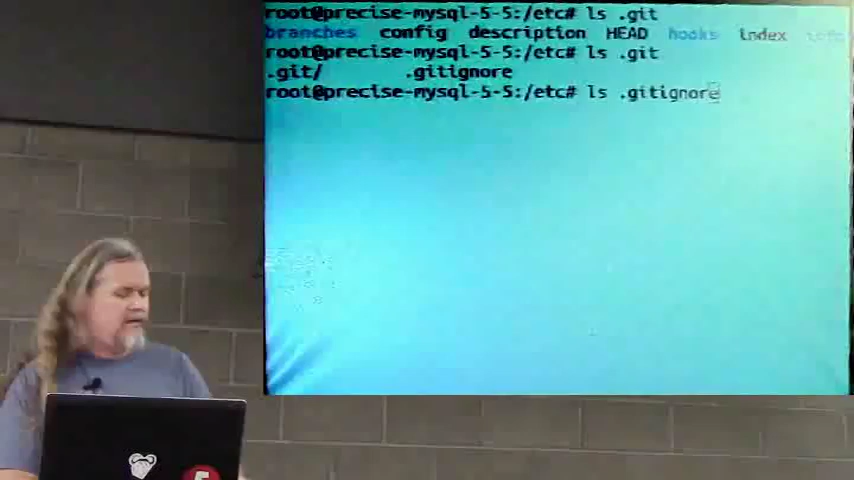 root@precise-mysql-5-5:/etc# ls .git
branches config description HEAD hooks index info
root@precise-mysql-5-5:/etc# ls .git
.git/ .gitignore
root@precise-mysql-5-5:/etc# ls .gitignore